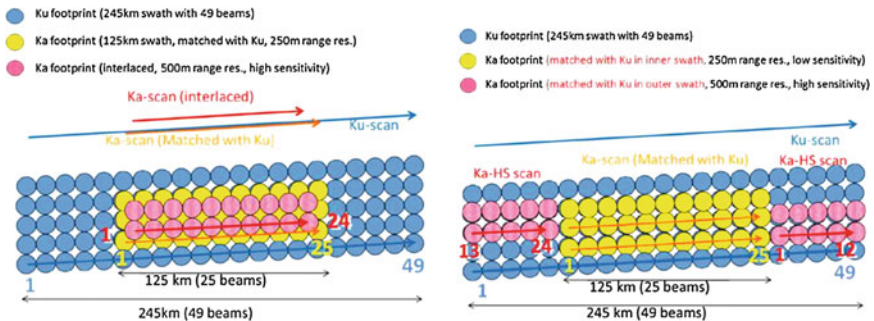 Ku footprint (245km swath with 49 beams)
Ka footprint (125km swath, matched with Ku, 250m range res.)
Ka footprint (interlaced, 500m range res., high sensitivity)
Ka-scan (interlaced)
Ku-scan
Ka-scan (Matched with Ku)
1
24
1
25
1
49
125 km (25 beams)
245km (49 beams)
Ku footprint (245km swath with 49 beams)
Ka footprint (matched with Ku in inner swath, 250m range res., low sensitivity)
Ka footprint (matched with Ku in outer swath, 500m range res., high sensitivity)
Ku-scan
Ka-HS scan
Ka-scan (Matched with Ku)
Ka-HS scan
13
24
1
25
1
12
1
49
125 km (25 beams)
245 km (49 beams)